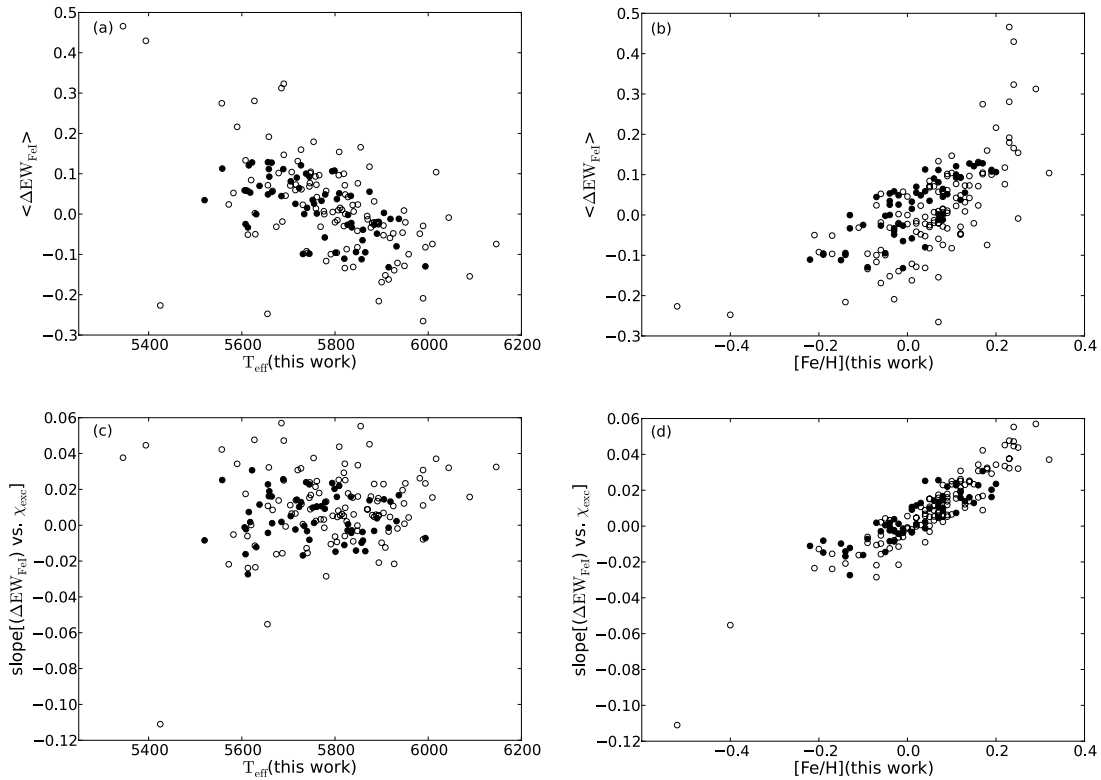 (a)
0.5
0.4
0.3
0.2
0.1
0.0
−0.1
−0.2
−0.3
<ΔEW_FeI>
5400 5600 5800 6000 6200
T_eff(this work)
(b)
0.5
0.4
0.3
0.2
0.1
0.0
−0.1
−0.2
−0.3
<ΔEW_FeI>
−0.4 −0.2 0.0 0.2 0.4
[Fe/H](this work)
(c)
0.06
0.04
0.02
0.00
−0.02
−0.04
−0.06
−0.08
−0.10
−0.12
slope[(ΔEW_FeI) vs. χ_exc]
5400 5600 5800 6000 6200
T_eff(this work)
(d)
0.06
0.04
0.02
0.00
−0.02
−0.04
−0.06
−0.08
−0.10
−0.12
slope[(ΔEW_FeI) vs. χ_exc]
−0.4 −0.2 0.0 0.2 0.4
[Fe/H](this work)